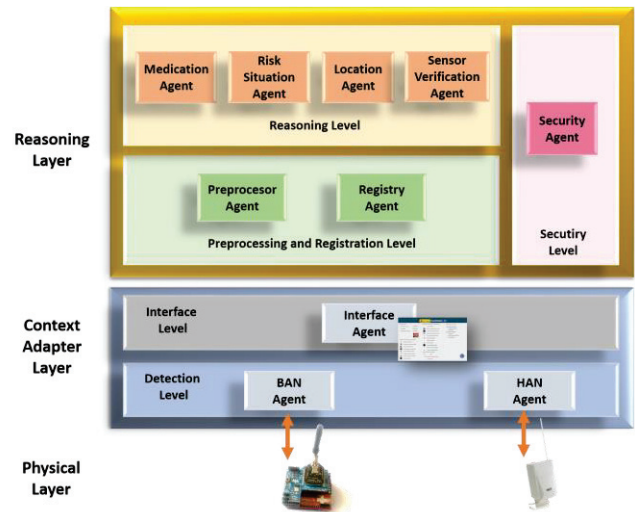 Medication
Agent
Risk
Situation
Agent
Location
Agent
Sensor
Verification
Agent
Reasoning Level
Reasoning
Layer
Security
Agent
Preprocesor
Agent
Registry
Agent
Preprocessing and Registration Level
Secutiry
Level
Context
Adapter
Layer
Interface
Level
Interface
Agent
Detection
Level
BAN
Agent
HAN
Agent
Physical
Layer